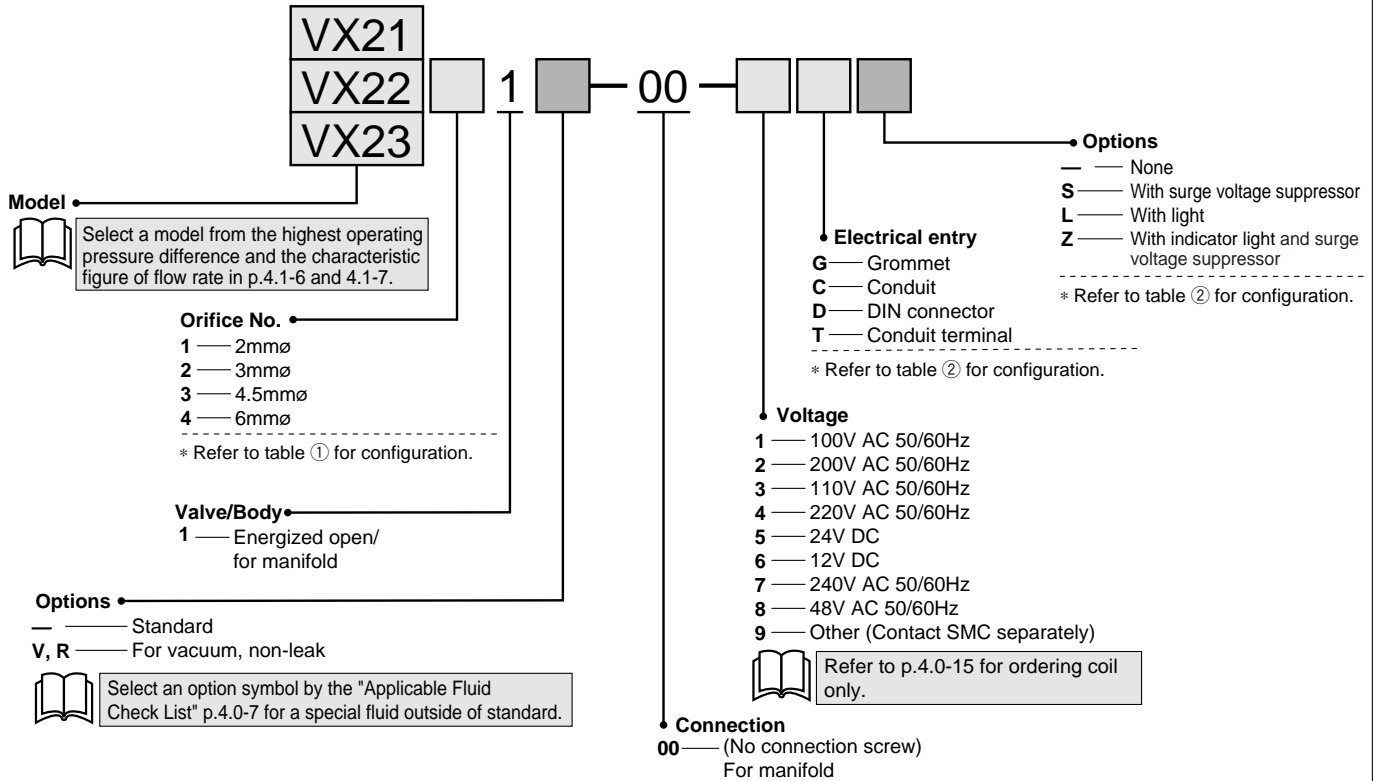 VX21
VX22 1 — 00 —
VX23
Model
Select a model from the highest operating
pressure difference and the characteristic
figure of flow rate in p.4.1-6 and 4.1-7.
Orifice No.
1 — 2mmø
2 — 3mmø
3 — 4.5mmø
4 — 6mmø
* Refer to table ① for configuration.
Valve/Body
1 — Energized open/
for manifold
Options
— — Standard
V, R — For vacuum, non-leak
Select an option symbol by the "Applicable Fluid
Check List" p.4.0-7 for a special fluid outside of standard.
Connection
00 — (No connection screw)
For manifold
Voltage
1 — 100V AC 50/60Hz
2 — 200V AC 50/60Hz
3 — 110V AC 50/60Hz
4 — 220V AC 50/60Hz
5 — 24V DC
6 — 12V DC
7 — 240V AC 50/60Hz
8 — 48V AC 50/60Hz
9 — Other (Contact SMC separately)
Refer to p.4.0-15 for ordering coil
only.
Electrical entry
G — Grommet
C — Conduit
D — DIN connector
T — Conduit terminal
* Refer to table ② for configuration.
Options
— — None
S — With surge voltage suppressor
L — With light
Z — With indicator light and surge
voltage suppressor
* Refer to table ② for configuration.